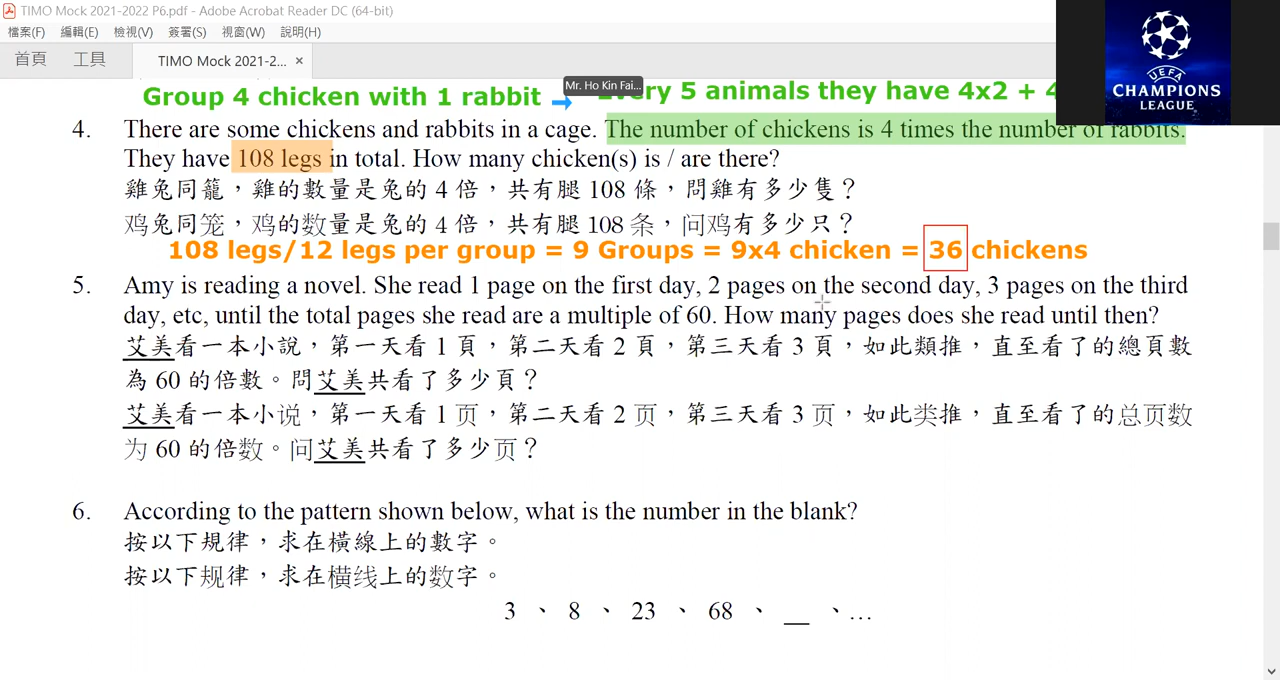 TIMO Mock 2021-2022 P6.pdf - Adobe Acrobat Reader DC (64-bit)
檔案(F) 編輯(E) 檢視(V) 簽署(S) 視窗(W) 說明(H)
首頁 工具 TIMO Mock 2021-2... ×
Mr. Ho Kin Fai...
UEFA
CHAMPIONS
LEAGUE
Group 4 chicken with 1 rabbit → every 5 animals they have 4x2 + 4
4. There are some chickens and rabbits in a cage. The number of chickens is 4 times the number of rabbits.
They have 108 legs in total. How many chicken(s) is / are there?
雞兔同籠，雞的數量是兔的 4 倍，共有腿 108 條，問雞有多少隻？
鸡兔同笼，鸡的数量是兔的 4 倍，共有腿 108 条，问鸡有多少只？
108 legs/12 legs per group = 9 Groups = 9x4 chicken = 36 chickens
5. Amy is reading a novel. She read 1 page on the first day, 2 pages on the second day, 3 pages on the third
day, etc, until the total pages she read are a multiple of 60. How many pages does she read until then?
艾美看一本小說，第一天看 1 頁，第二天看 2 頁，第三天看 3 頁，如此類推，直至看了的總頁數
為 60 的倍數。問艾美共看了多少頁？
艾美看一本小说，第一天看 1 页，第二天看 2 页，第三天看 3 页，如此类推，直至看了的总页数
为 60 的倍数。问艾美共看了多少页？
6. According to the pattern shown below, what is the number in the blank?
按以下規律，求在橫線上的數字。
按以下规律，求在横线上的数字。
3 、 8 、 23 、 68 、 __ 、…